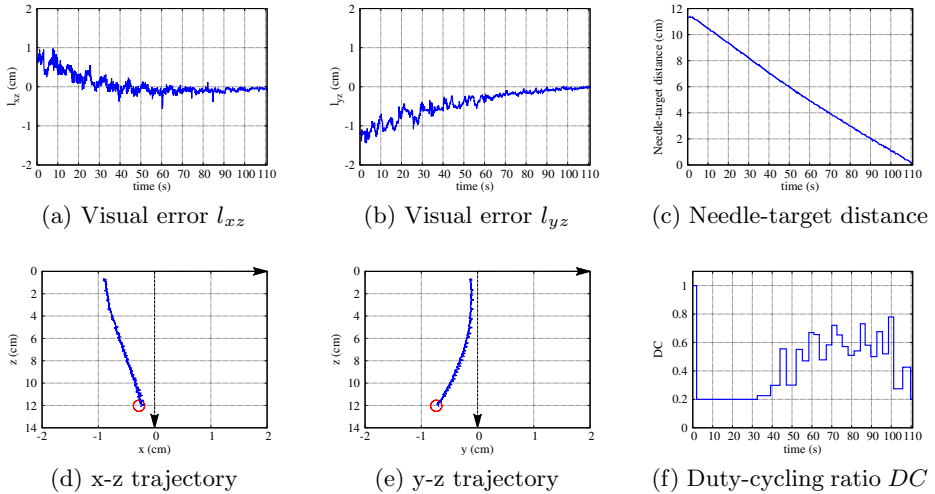 2
1
0
-1
-2
l_xz (cm)
0 10 20 30 40 50 60 70 80 90 100 110
time (s)
(a) Visual error l_xz
2
1
0
-1
-2
l_yz (cm)
0 10 20 30 40 50 60 70 80 90 100 110
time (s)
(b) Visual error l_yz
12
10
8
6
4
2
0
Needle-target distance (cm)
0 10 20 30 40 50 60 70 80 90 100 110
time (s)
(c) Needle-target distance
0
2
4
6
8
10
12
14
z (cm)
-2 -1 0 1 2
x (cm)
(d) x-z trajectory
0
2
4
6
8
10
12
14
z (cm)
-2 -1 0 1 2
y (cm)
(e) y-z trajectory
1
0.8
0.6
0.4
0.2
0
DC
0 10 20 30 40 50 60 70 80 90 100 110
time (s)
(f) Duty-cycling ratio DC